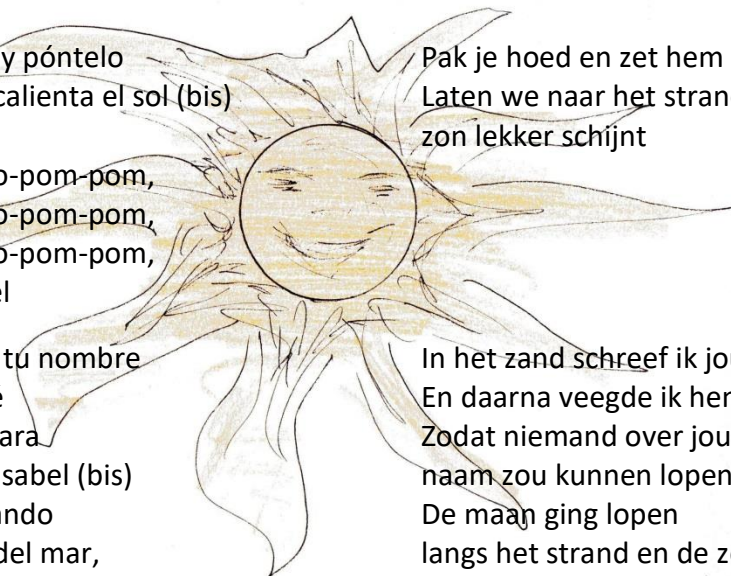 y póntelo
calienta el sol (bis)
o-pom-pom,
o-pom-pom,
o-pom-pom,
el
tu nombre
é
ara
sabel (bis)
ando
del mar,
Pak je hoed en zet hem
Laten we naar het stran
zon lekker schijnt
In het zand schreef ik jou
En daarna veegde ik
Zodat niemand over jou
naam zou kunnen lopen
De maan ging lopen
langs het strand en de